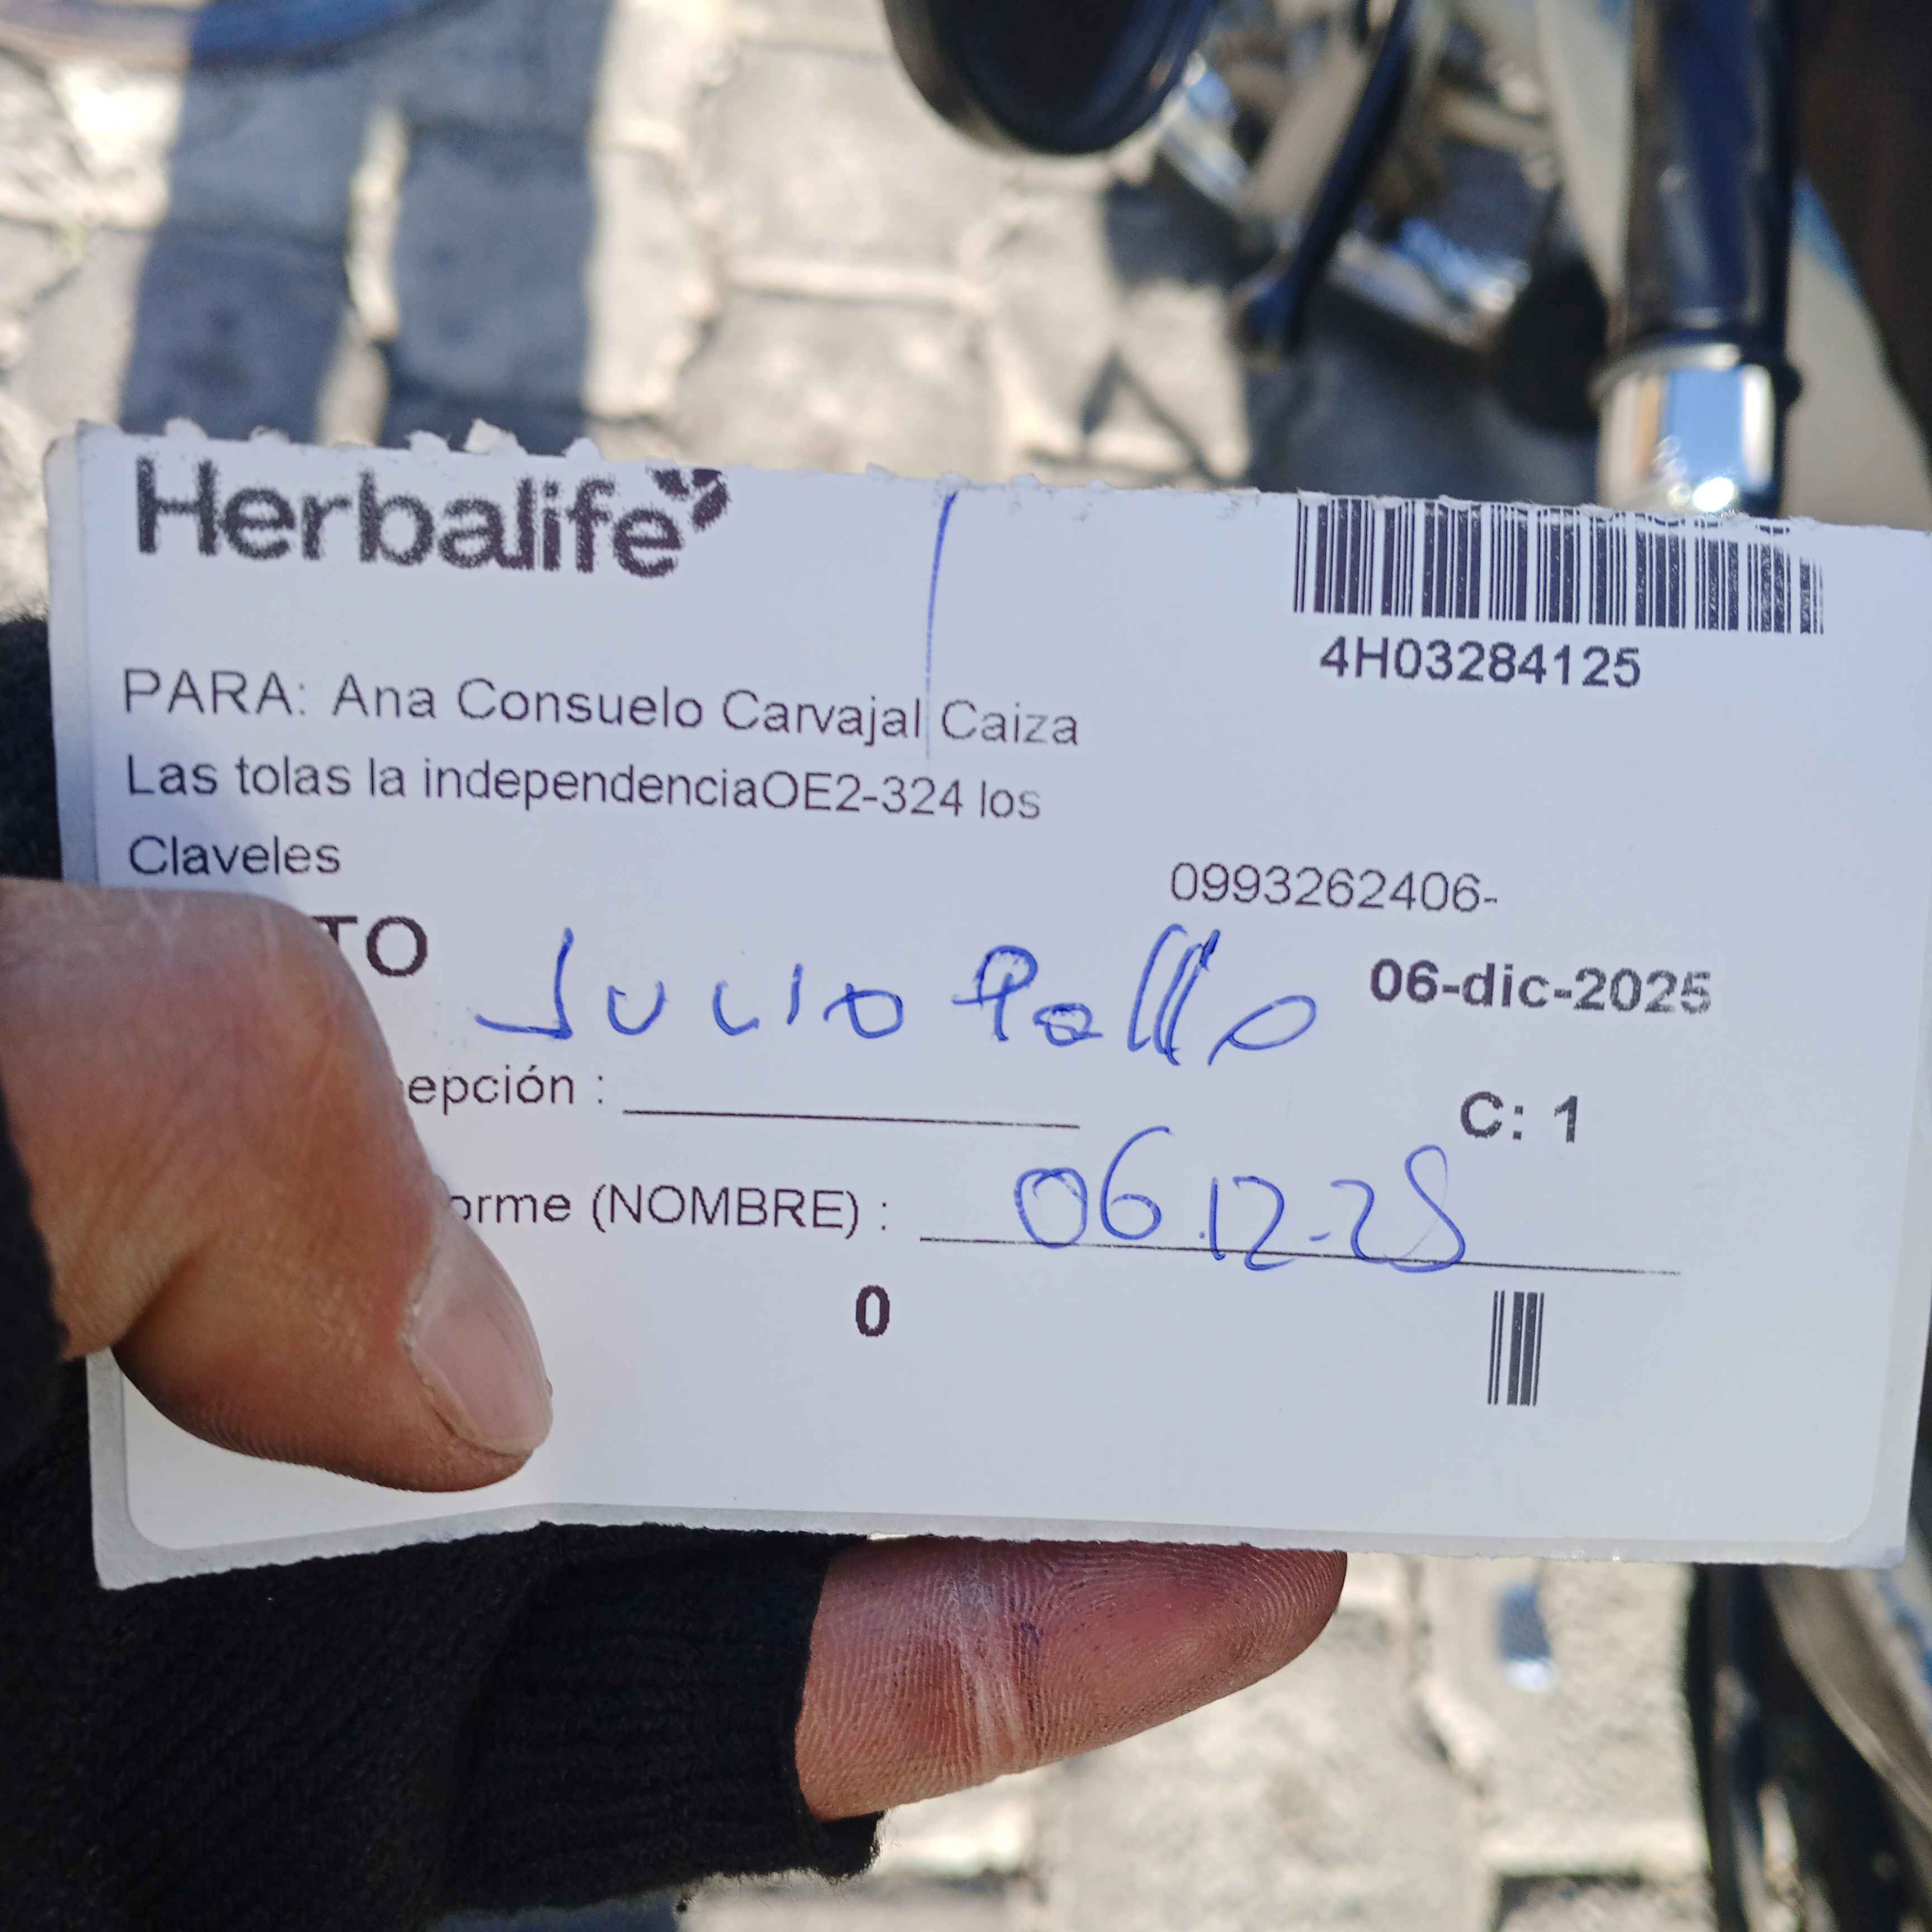 Herbalife
4H03284125
PARA: Ana Consuelo Carvajal Caiza
Las tolas la independenciaOE2-324 los
Claveles
0993262406-
TO
06-dic-2025
Julio
epción :
C: 1
orme (NOMBRE) :
06.12-25
0